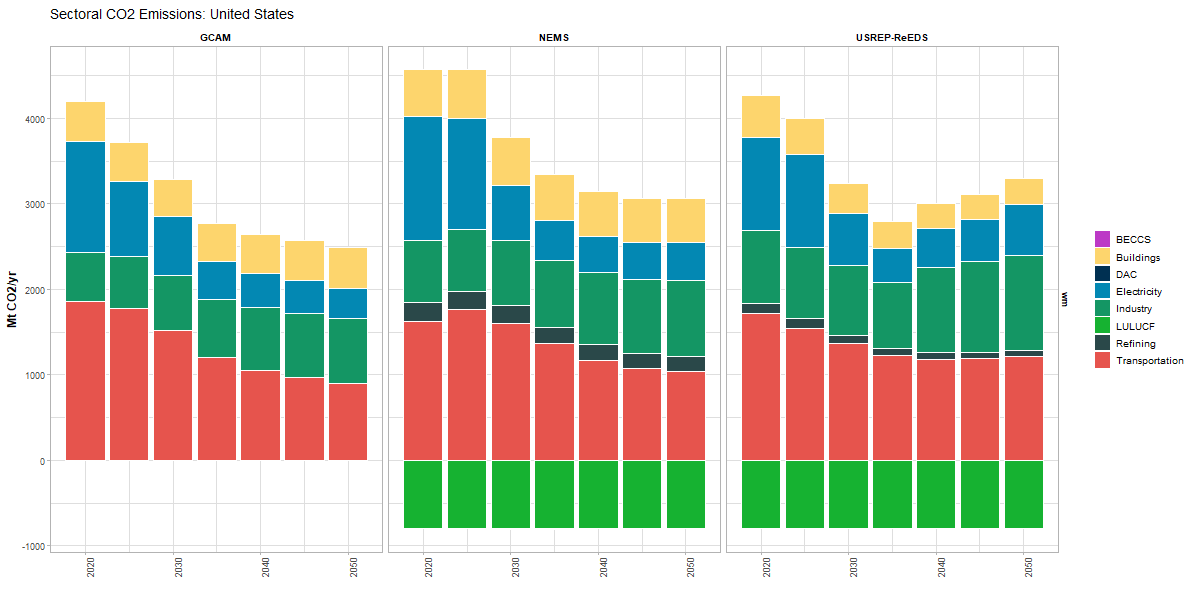 Sectoral CO2 Emissions: United States
GCAM
NEMS
USREP-ReEDS
Mt CO2/yr
4000
3000
2000
1000
0
-1000
2020
2030
2040
2050
2020
2030
2040
2050
2020
2030
2040
2050
wm
BECCS
Buildings
DAC
Electricity
Industry
LULUCF
Refining
Transportation